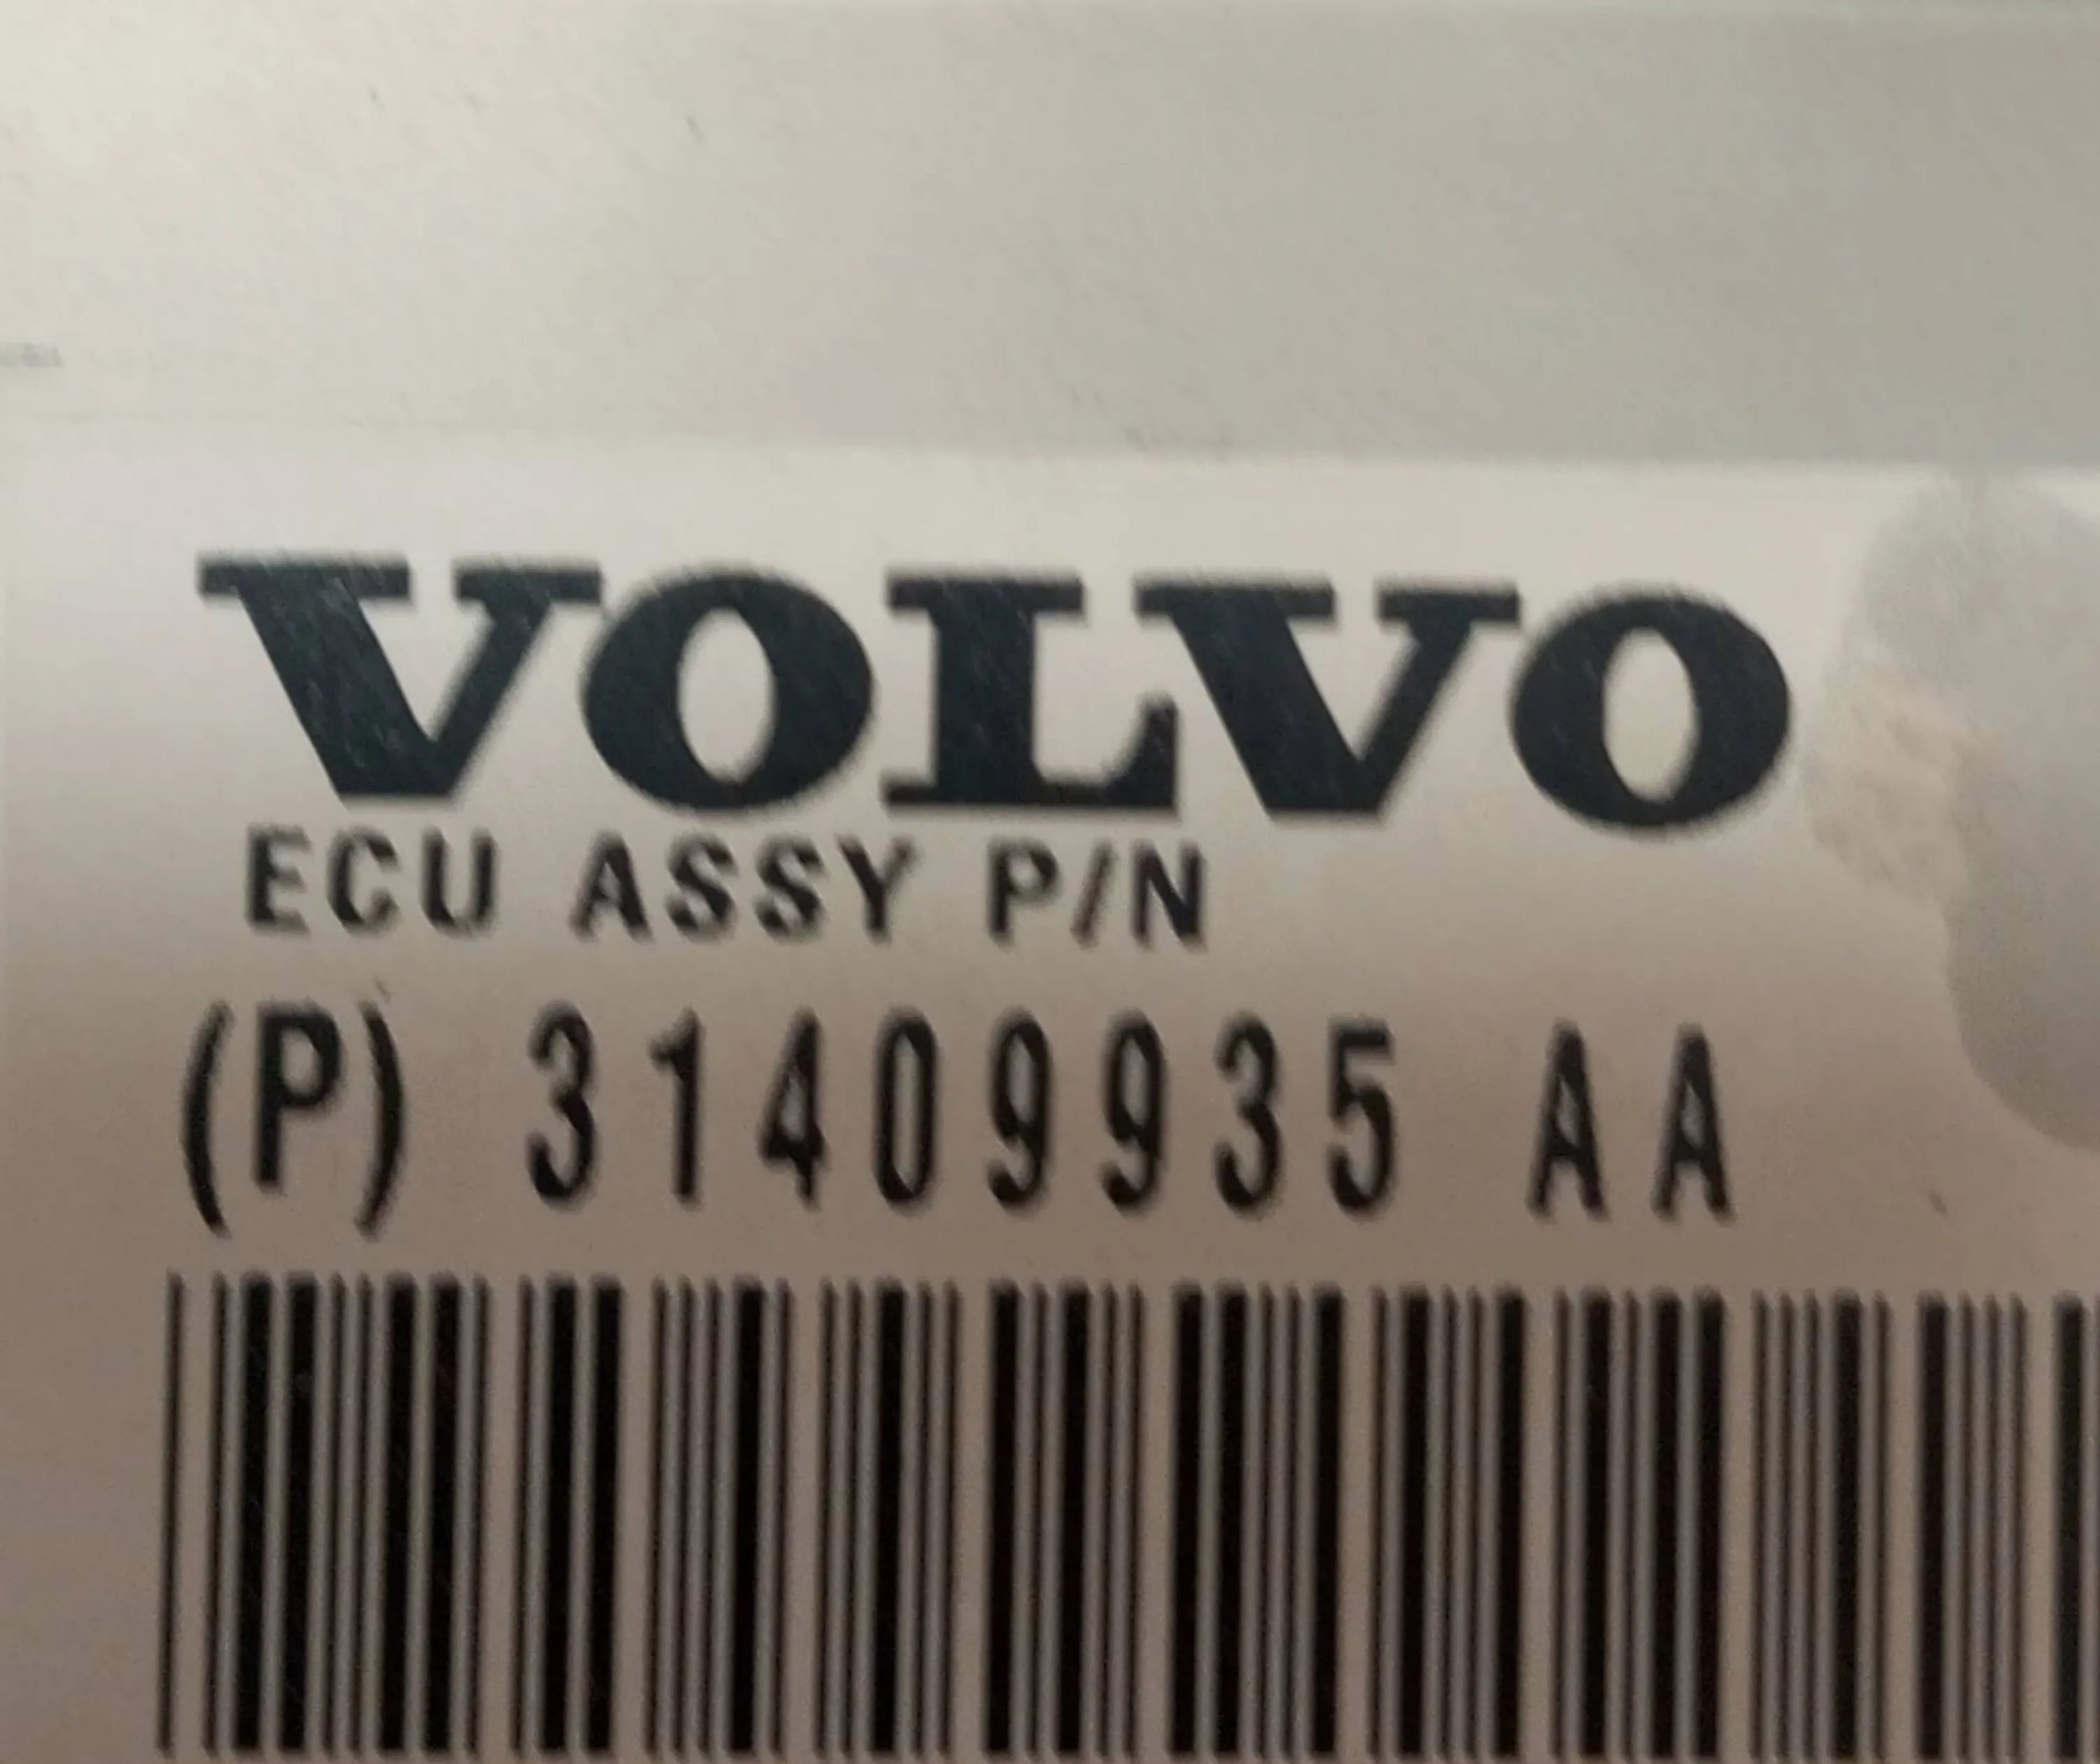 VOLVO
ECU ASSY P/N
(P) 31409935 AA